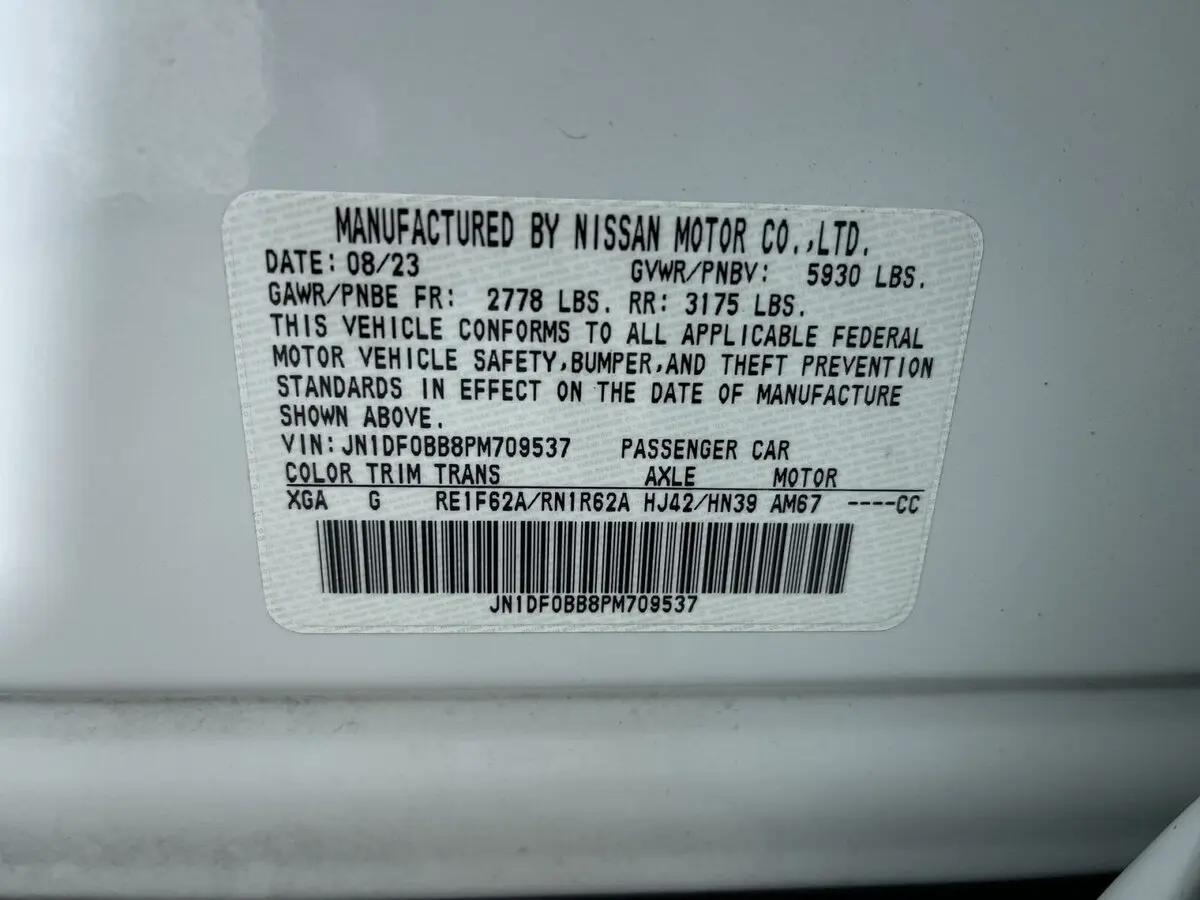 MANUFACTURED BY NISSAN MOTOR CO.,LTD.
DATE: 08/23 GVWR/PNBV: 5930 LBS.
GAWR/PNBE FR: 2778 LBS. RR: 3175 LBS.
THIS VEHICLE CONFORMS TO ALL APPLICABLE FEDERAL
MOTOR VEHICLE SAFETY,BUMPER,AND THEFT PREVENTION
STANDARDS IN EFFECT ON THE DATE OF MANUFACTURE
SHOWN ABOVE.
VIN:JN1DF0BB8PM709537 PASSENGER CAR
COLOR TRIM TRANS AXLE MOTOR
XGA G RE1F62A/RN1R62A HJ42/HN39 AM67 ----CC
JN1DF0BB8PM709537